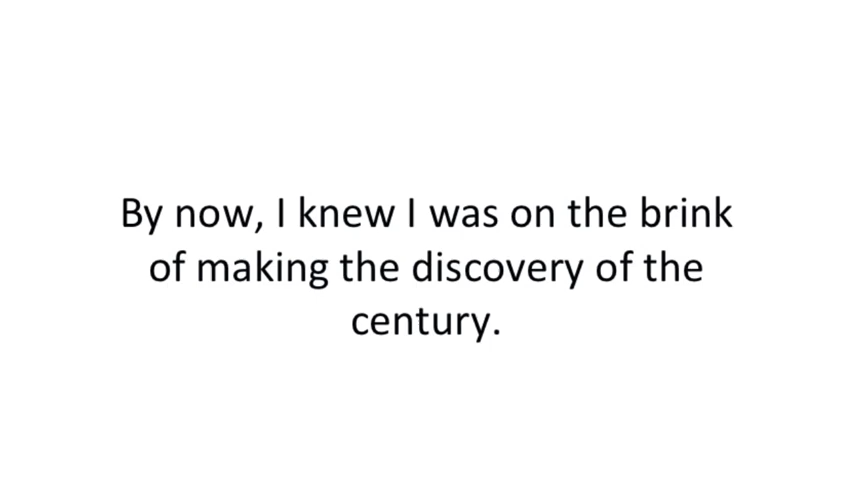 By now, I knew I was on the brink
of making the discovery of the
century.